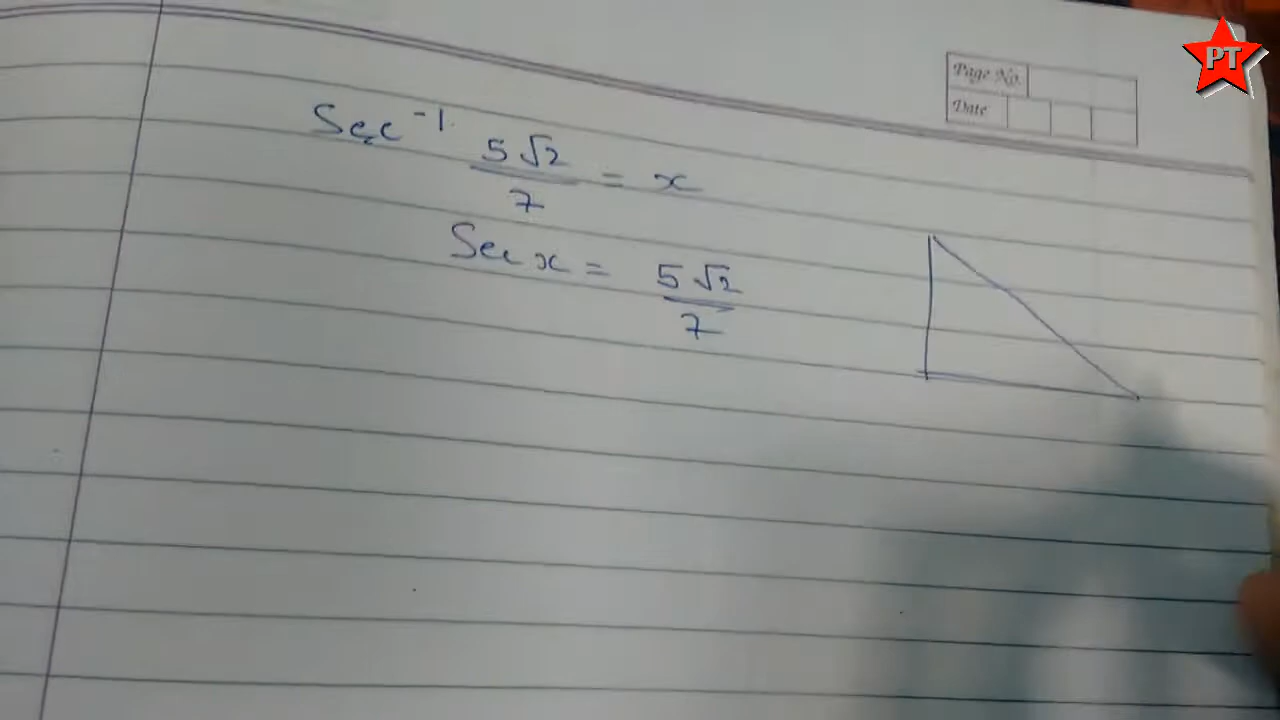 PT
Page No.
Date
Sec⁻¹ 5√2/7 = x
Sec x = 5√2/7